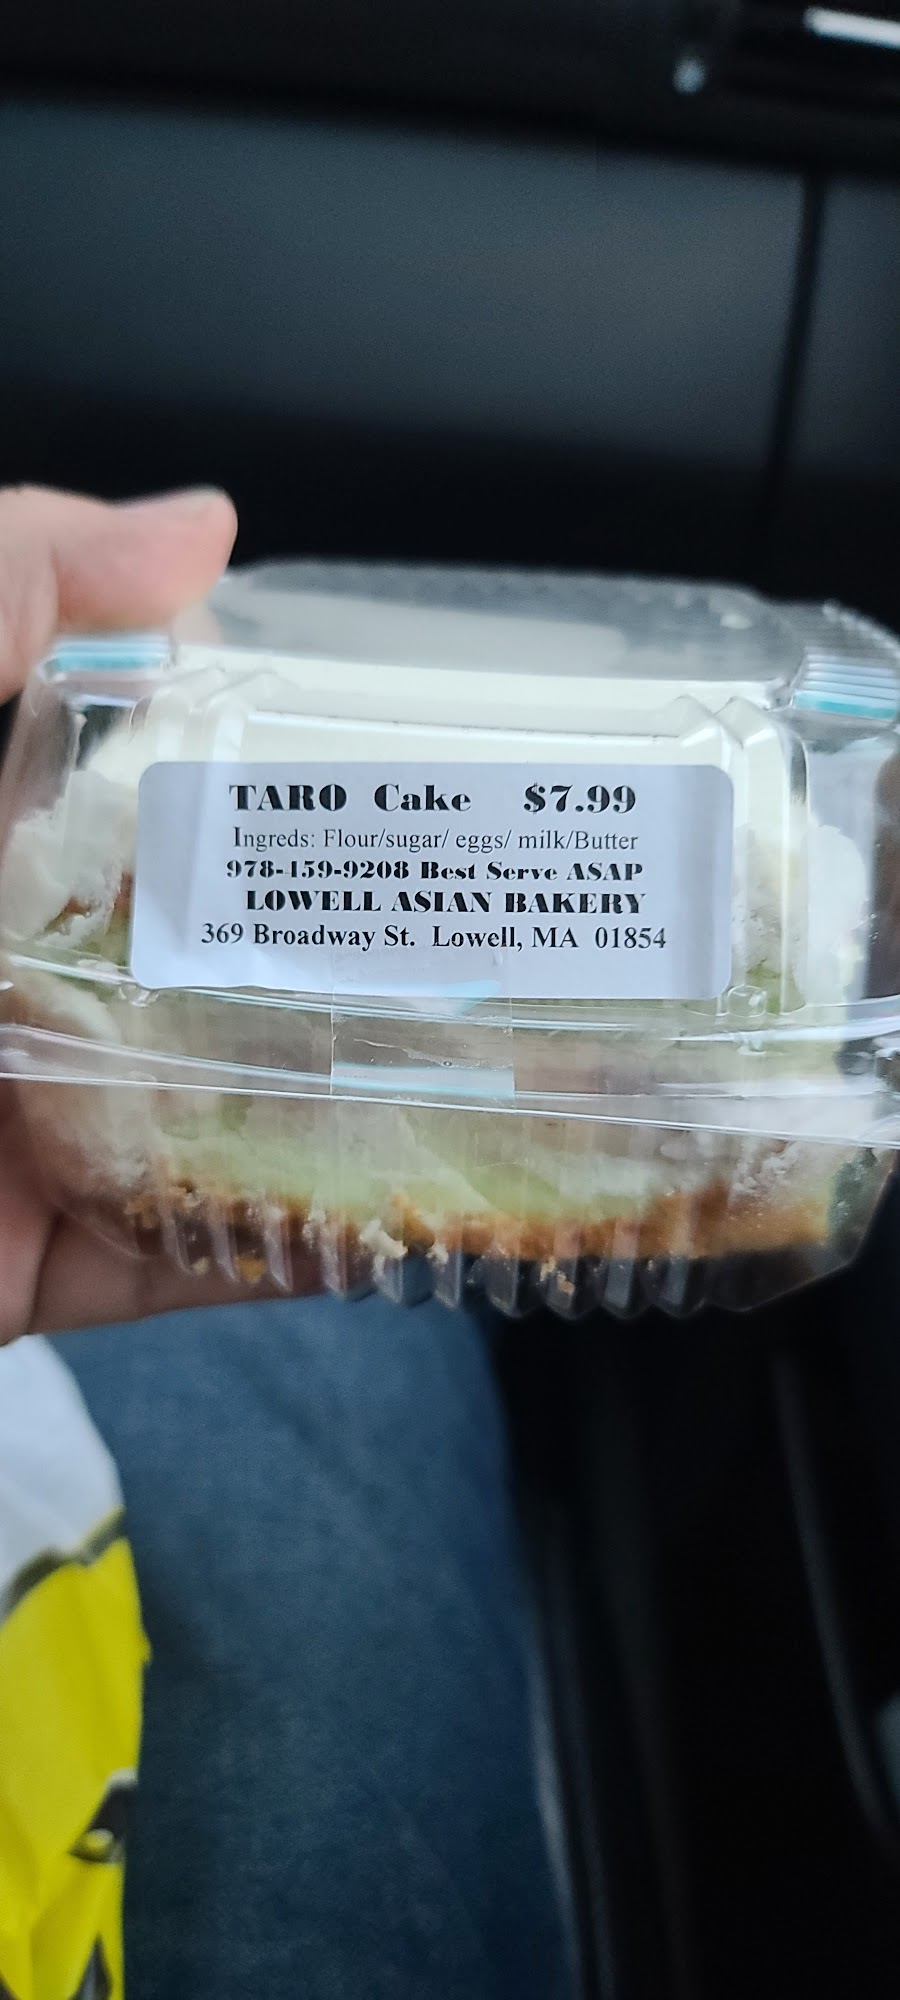 TARO Cake $7.99
Ingreds: Flour/sugar/ eggs/ milk/Butter
978-459-9208 Best Serve ASAP
LOWELL ASIAN BAKERY
369 Broadway St. Lowell, MA 01854